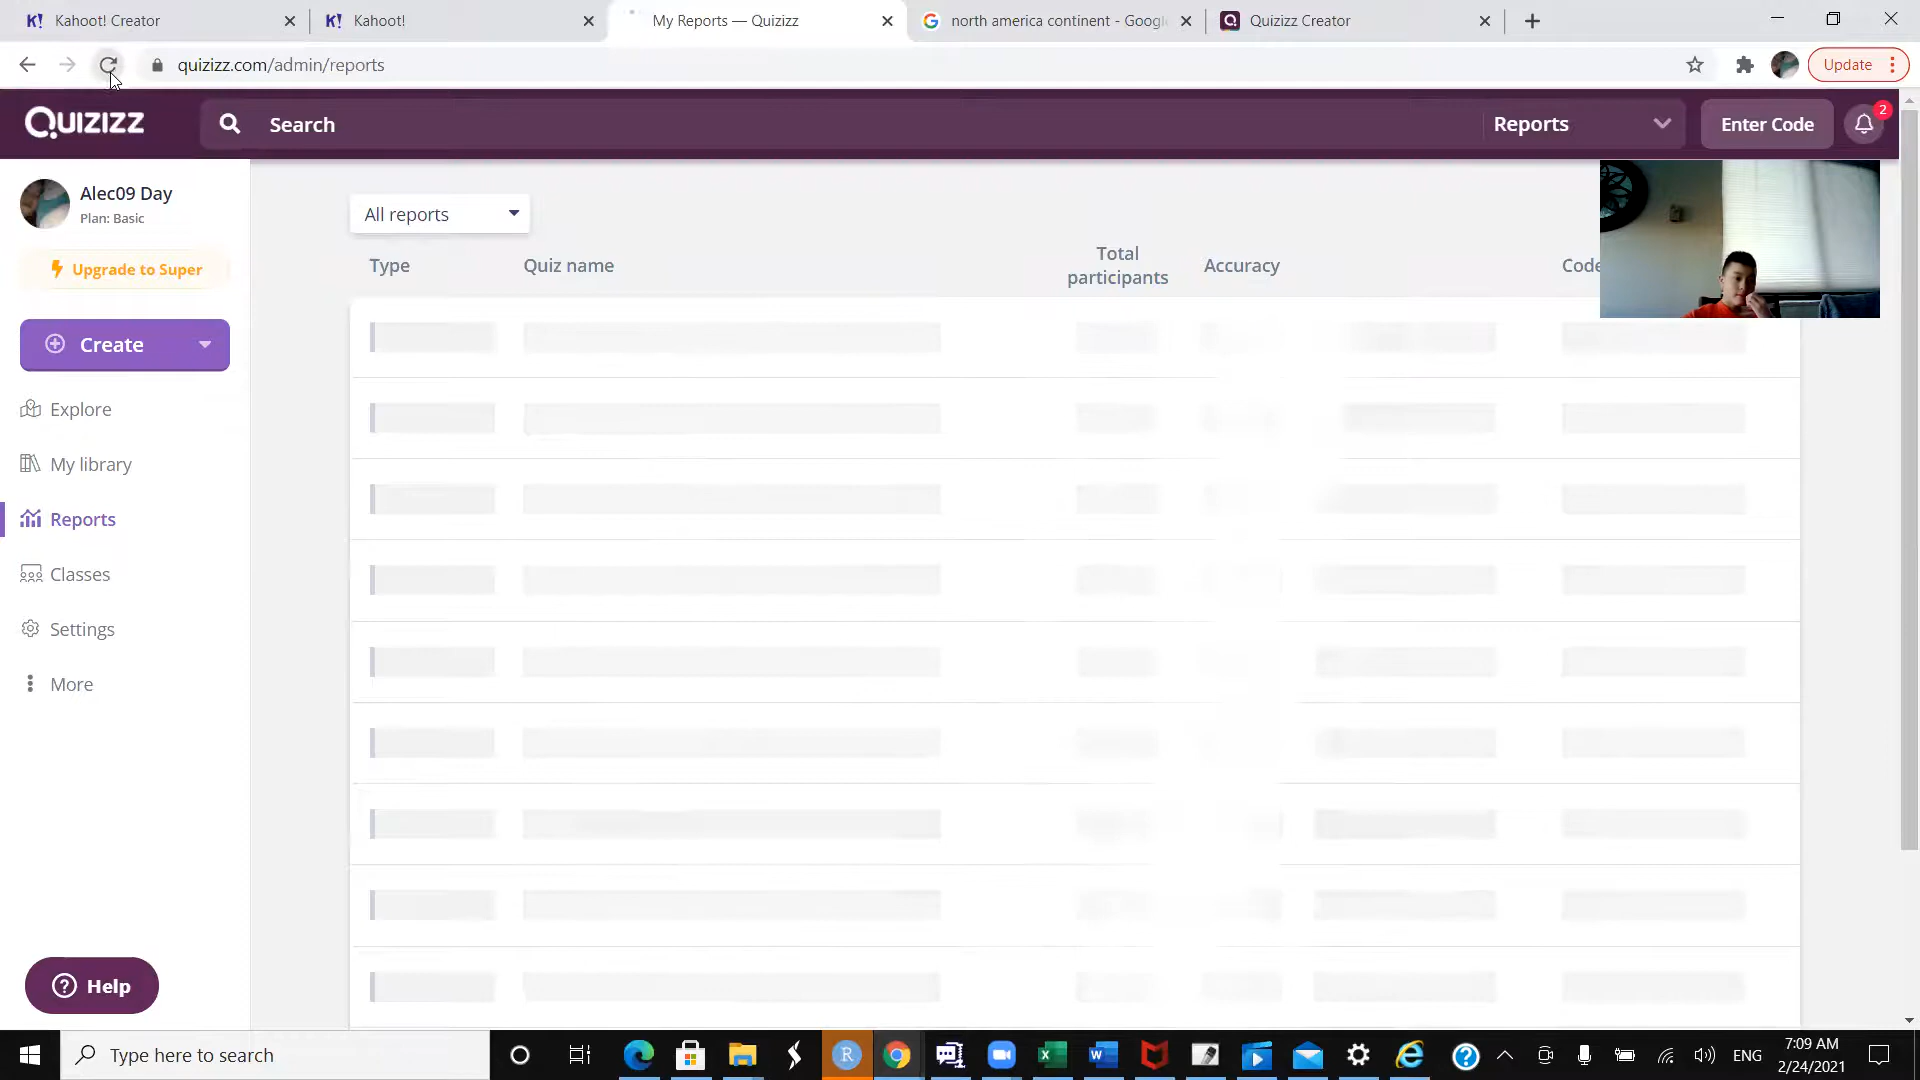 Kahoot! Creator
Kahoot!
My Reports — Quizizz
north america continent - Google
Quizizz Creator
quizizz.com/admin/reports
Update
Quizizz
Search
Reports
Enter Code
2
Alec09 Day
Plan: Basic
Upgrade to Super
Create
Explore
My library
Reports
Classes
Settings
More
Help
All reports
Type
Quiz name
Total participants
Accuracy
Code
Type here to search
ENG
7:09 AM
2/24/2021